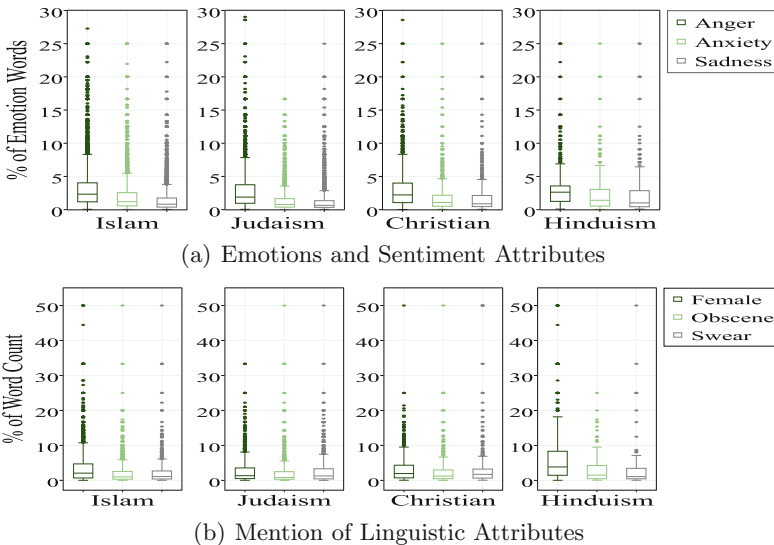 30 30 30 30
25 25 25 25
20 20 20 20
15 15 15 15
10 10 10 10
5 5 5 5
0 0 0 0
% of Emotion Words
Islam Judaism Christian Hinduism
Anger
Anxiety
Sadness
(a) Emotions and Sentiment Attributes
50 50 50 50
40 40 40 40
30 30 30 30
20 20 20 20
10 10 10 10
0 0 0 0
% of Word Count
Islam Judaism Christian Hinduism
Female
Obscene
Swear
(b) Mention of Linguistic Attributes